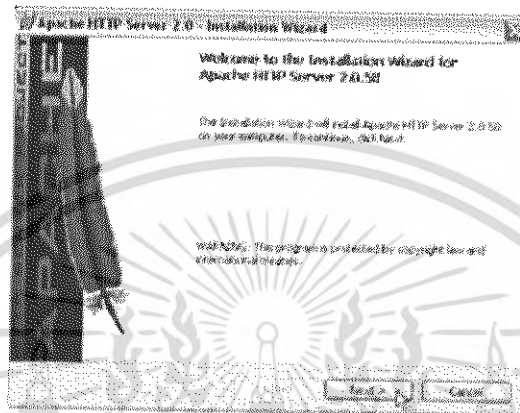 Apache HTTP Server 2.0 - Installation Wizard
Welcome to the Installation Wizard for
Apache HTTP Server 2.0.50
The Installation Wizard will install Apache HTTP Server 2.0.50
on your computer. To continue, click Next.
WARNING: This program is protected by copyright law and
international treaties.
Next >
Cancel